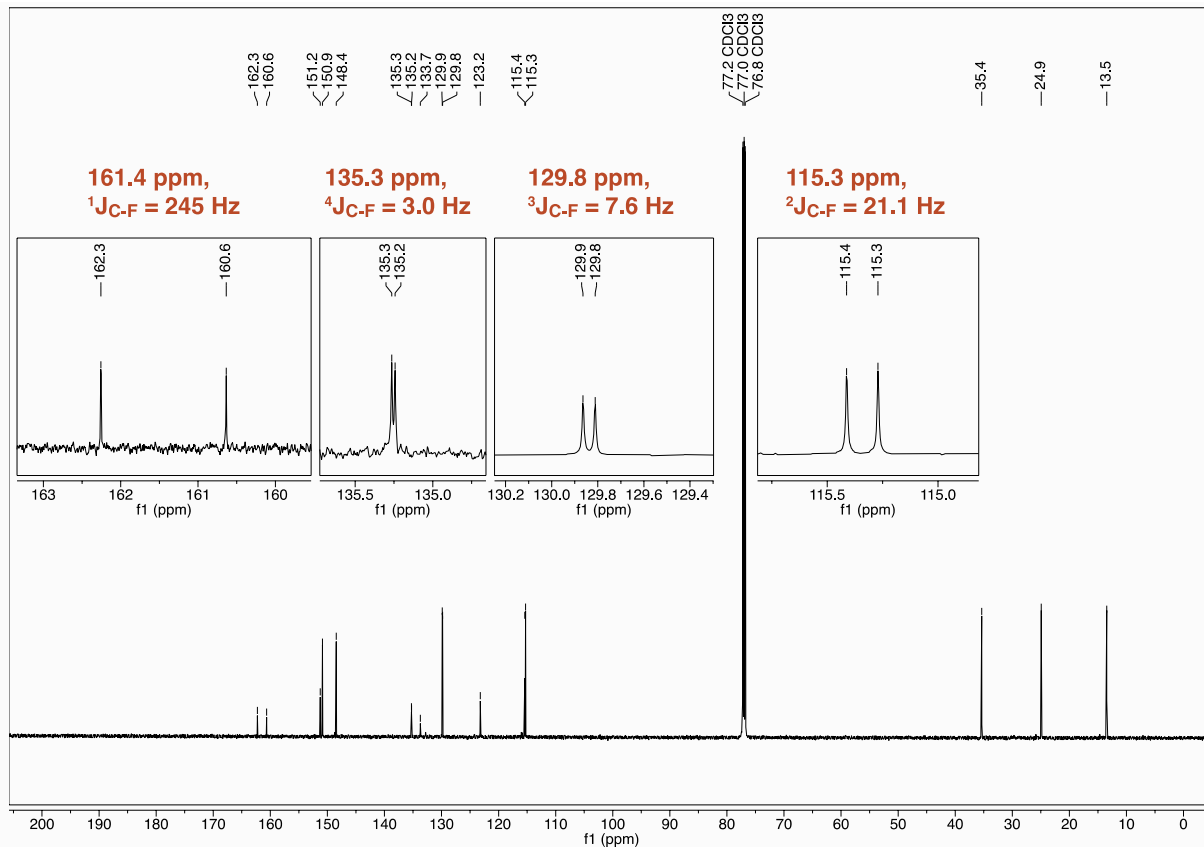 162.3
160.6
151.2
150.9
148.4
135.3
135.2
133.7
129.9
129.8
123.2
115.4
115.3
77.2 CDCl3
77.0 CDCl3
76.8 CDCl3
35.4
24.9
13.5
161.4 ppm,
¹J_C-F = 245 Hz
135.3 ppm,
⁴J_C-F = 3.0 Hz
129.8 ppm,
³J_C-F = 7.6 Hz
115.3 ppm,
²J_C-F = 21.1 Hz
162.3
160.6
163 162 161 160
f1 (ppm)
135.3
135.2
135.5 135.0
f1 (ppm)
129.9
129.8
130.2 130.0 129.8 129.6 129.4
f1 (ppm)
115.4
115.3
115.4 115.0
f1 (ppm)
200 190 180 170 160 150 140 130 120 110 100 90 80 70 60 50 40 30 20 10 0
f1 (ppm)